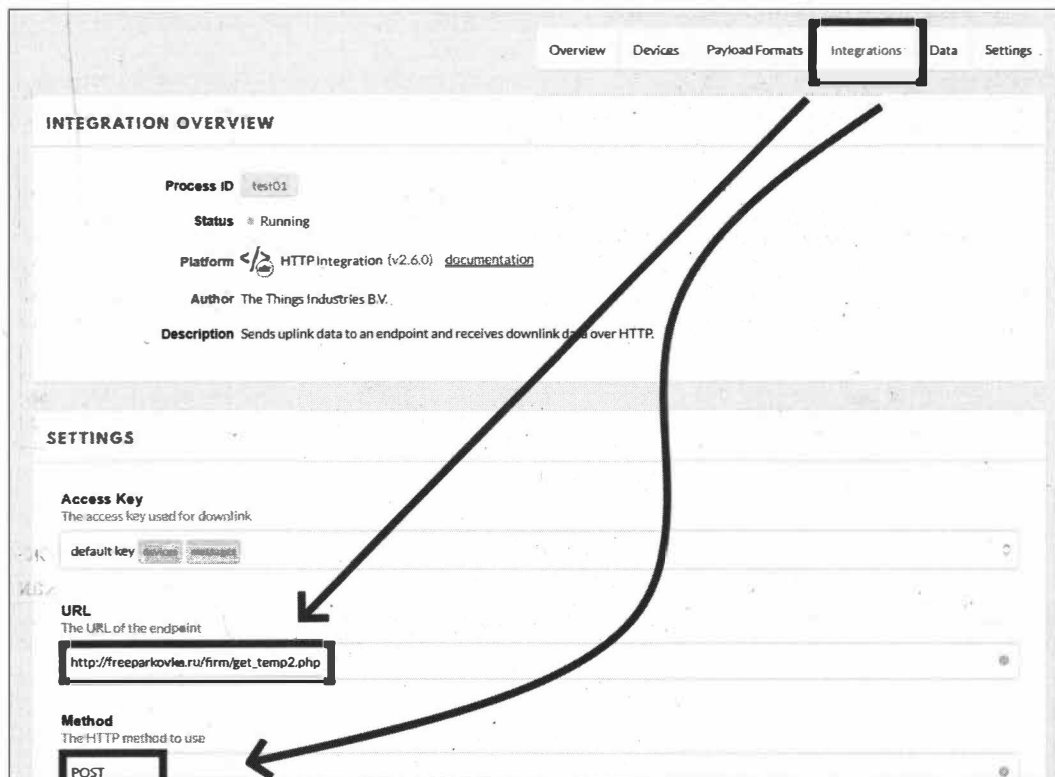 Overview Devices Payload Formats Integrations Data Settings
INTEGRATION OVERVIEW
Process ID test01
Status Running
Platform </> HTTP Integration (v2.6.0) documentation
Author The Things Industries B.V.
Description Sends uplink data to an endpoint and receives downlink data over HTTP.
SETTINGS
Access Key
The access key used for downlink
default key devices messages
URL
The URL of the endpoint
http://freeparkovka.ru/firm/get_temp2.php
Method
The HTTP method to use
POST